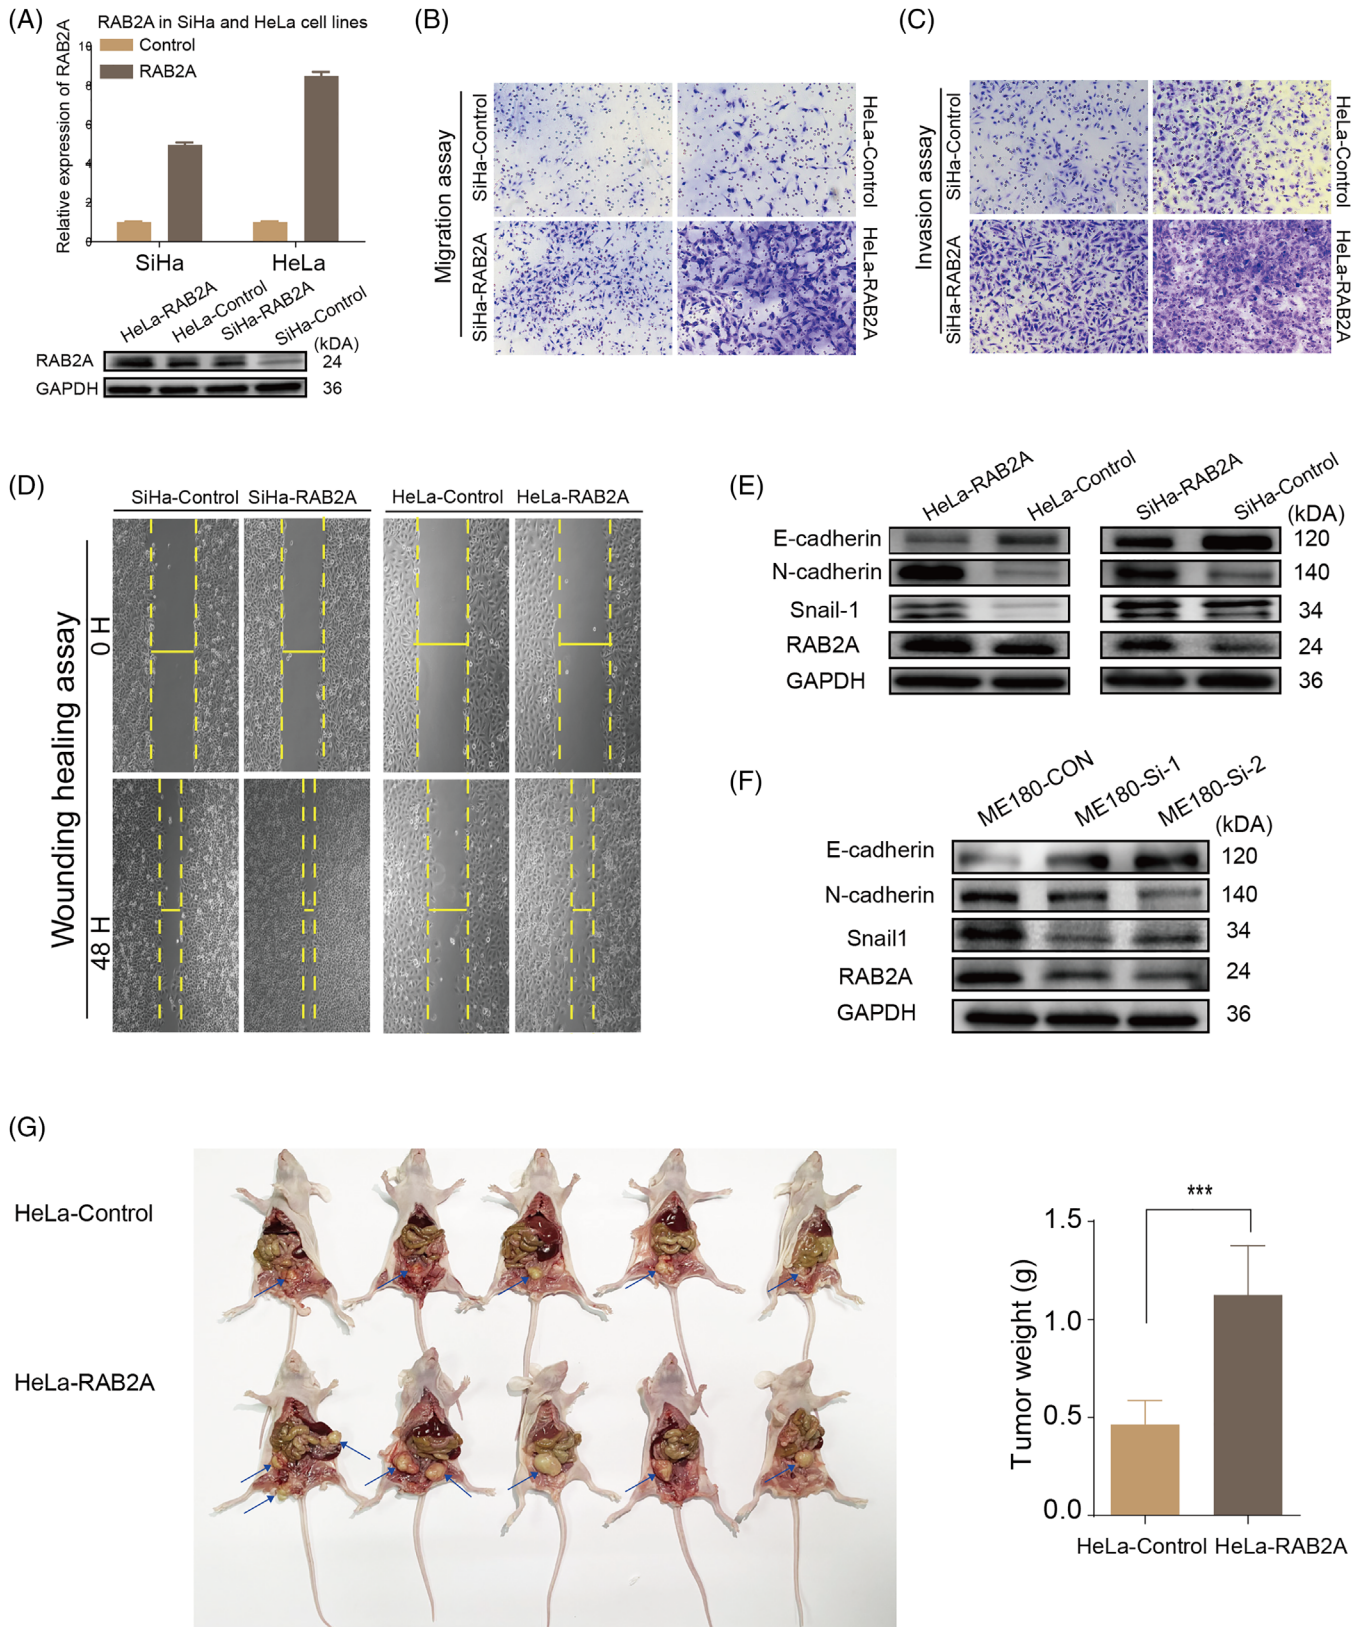 (A)
RAB2A in SiHa and HeLa cell lines
Relative expression of RAB2A
10
8
6
4
2
0
Control
RAB2A
SiHa
HeLa
HeLa-RAB2A
HeLa-Control
SiHa-RAB2A
SiHa-Control
(kDA)
RAB2A
24
GAPDH
36
(B)
Migration assay
SiHa-Control
SiHa-RAB2A
HeLa-Control
HeLa-RAB2A
(C)
Invasion assay
SiHa-Control
SiHa-RAB2A
HeLa-Control
HeLa-RAB2A
(D)
SiHa-Control SiHa-RAB2A
HeLa-Control HeLa-RAB2A
Wounding healing assay
0 H
48 H
(E)
HeLa-RAB2A
HeLa-Control
SiHa-RAB2A
SiHa-Control
(kDA)
E-cadherin
120
N-cadherin
140
Snail-1
34
RAB2A
24
GAPDH
36
(F)
ME180-CON
ME180-Si-1
ME180-Si-2
(kDA)
E-cadherin
120
N-cadherin
140
Snail1
34
RAB2A
24
GAPDH
36
(G)
HeLa-Control
HeLa-RAB2A
***
Tumor weight (g)
1.5
1.0
0.5
0.0
HeLa-Control HeLa-RAB2A